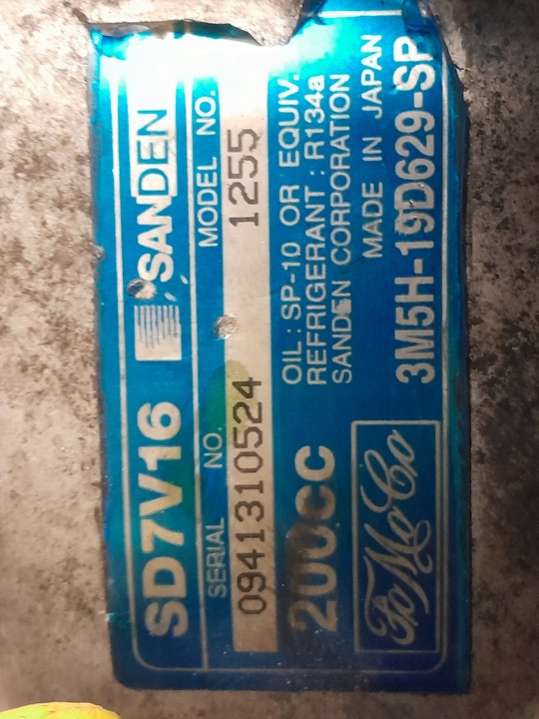 SD7V16 SANDEN
SERIAL NO. MODEL NO.
0941310524 1255
200CC
OIL : SP-10 OR EQUIV.
REFRIGERANT : R134a
SANDEN CORPORATION
MADE IN JAPAN
FoMoCo
3M5H-19D629-SP